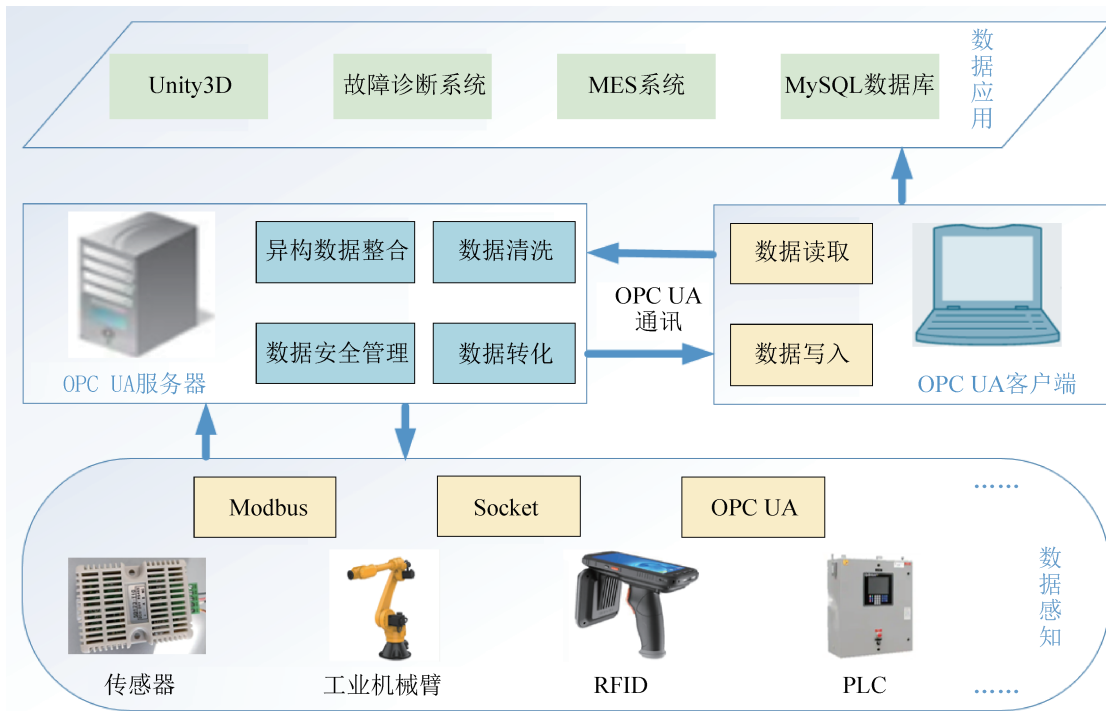 Unity3D
故障诊断系统
MES系统
MySQL数据库
数据应用
异构数据整合
数据清洗
数据安全管理
数据转化
OPC UA服务器
OPC UA
通讯
数据读取
数据写入
OPC UA客户端
Modbus
Socket
OPC UA
……
数据感知
传感器
工业机械臂
RFID
PLC
……